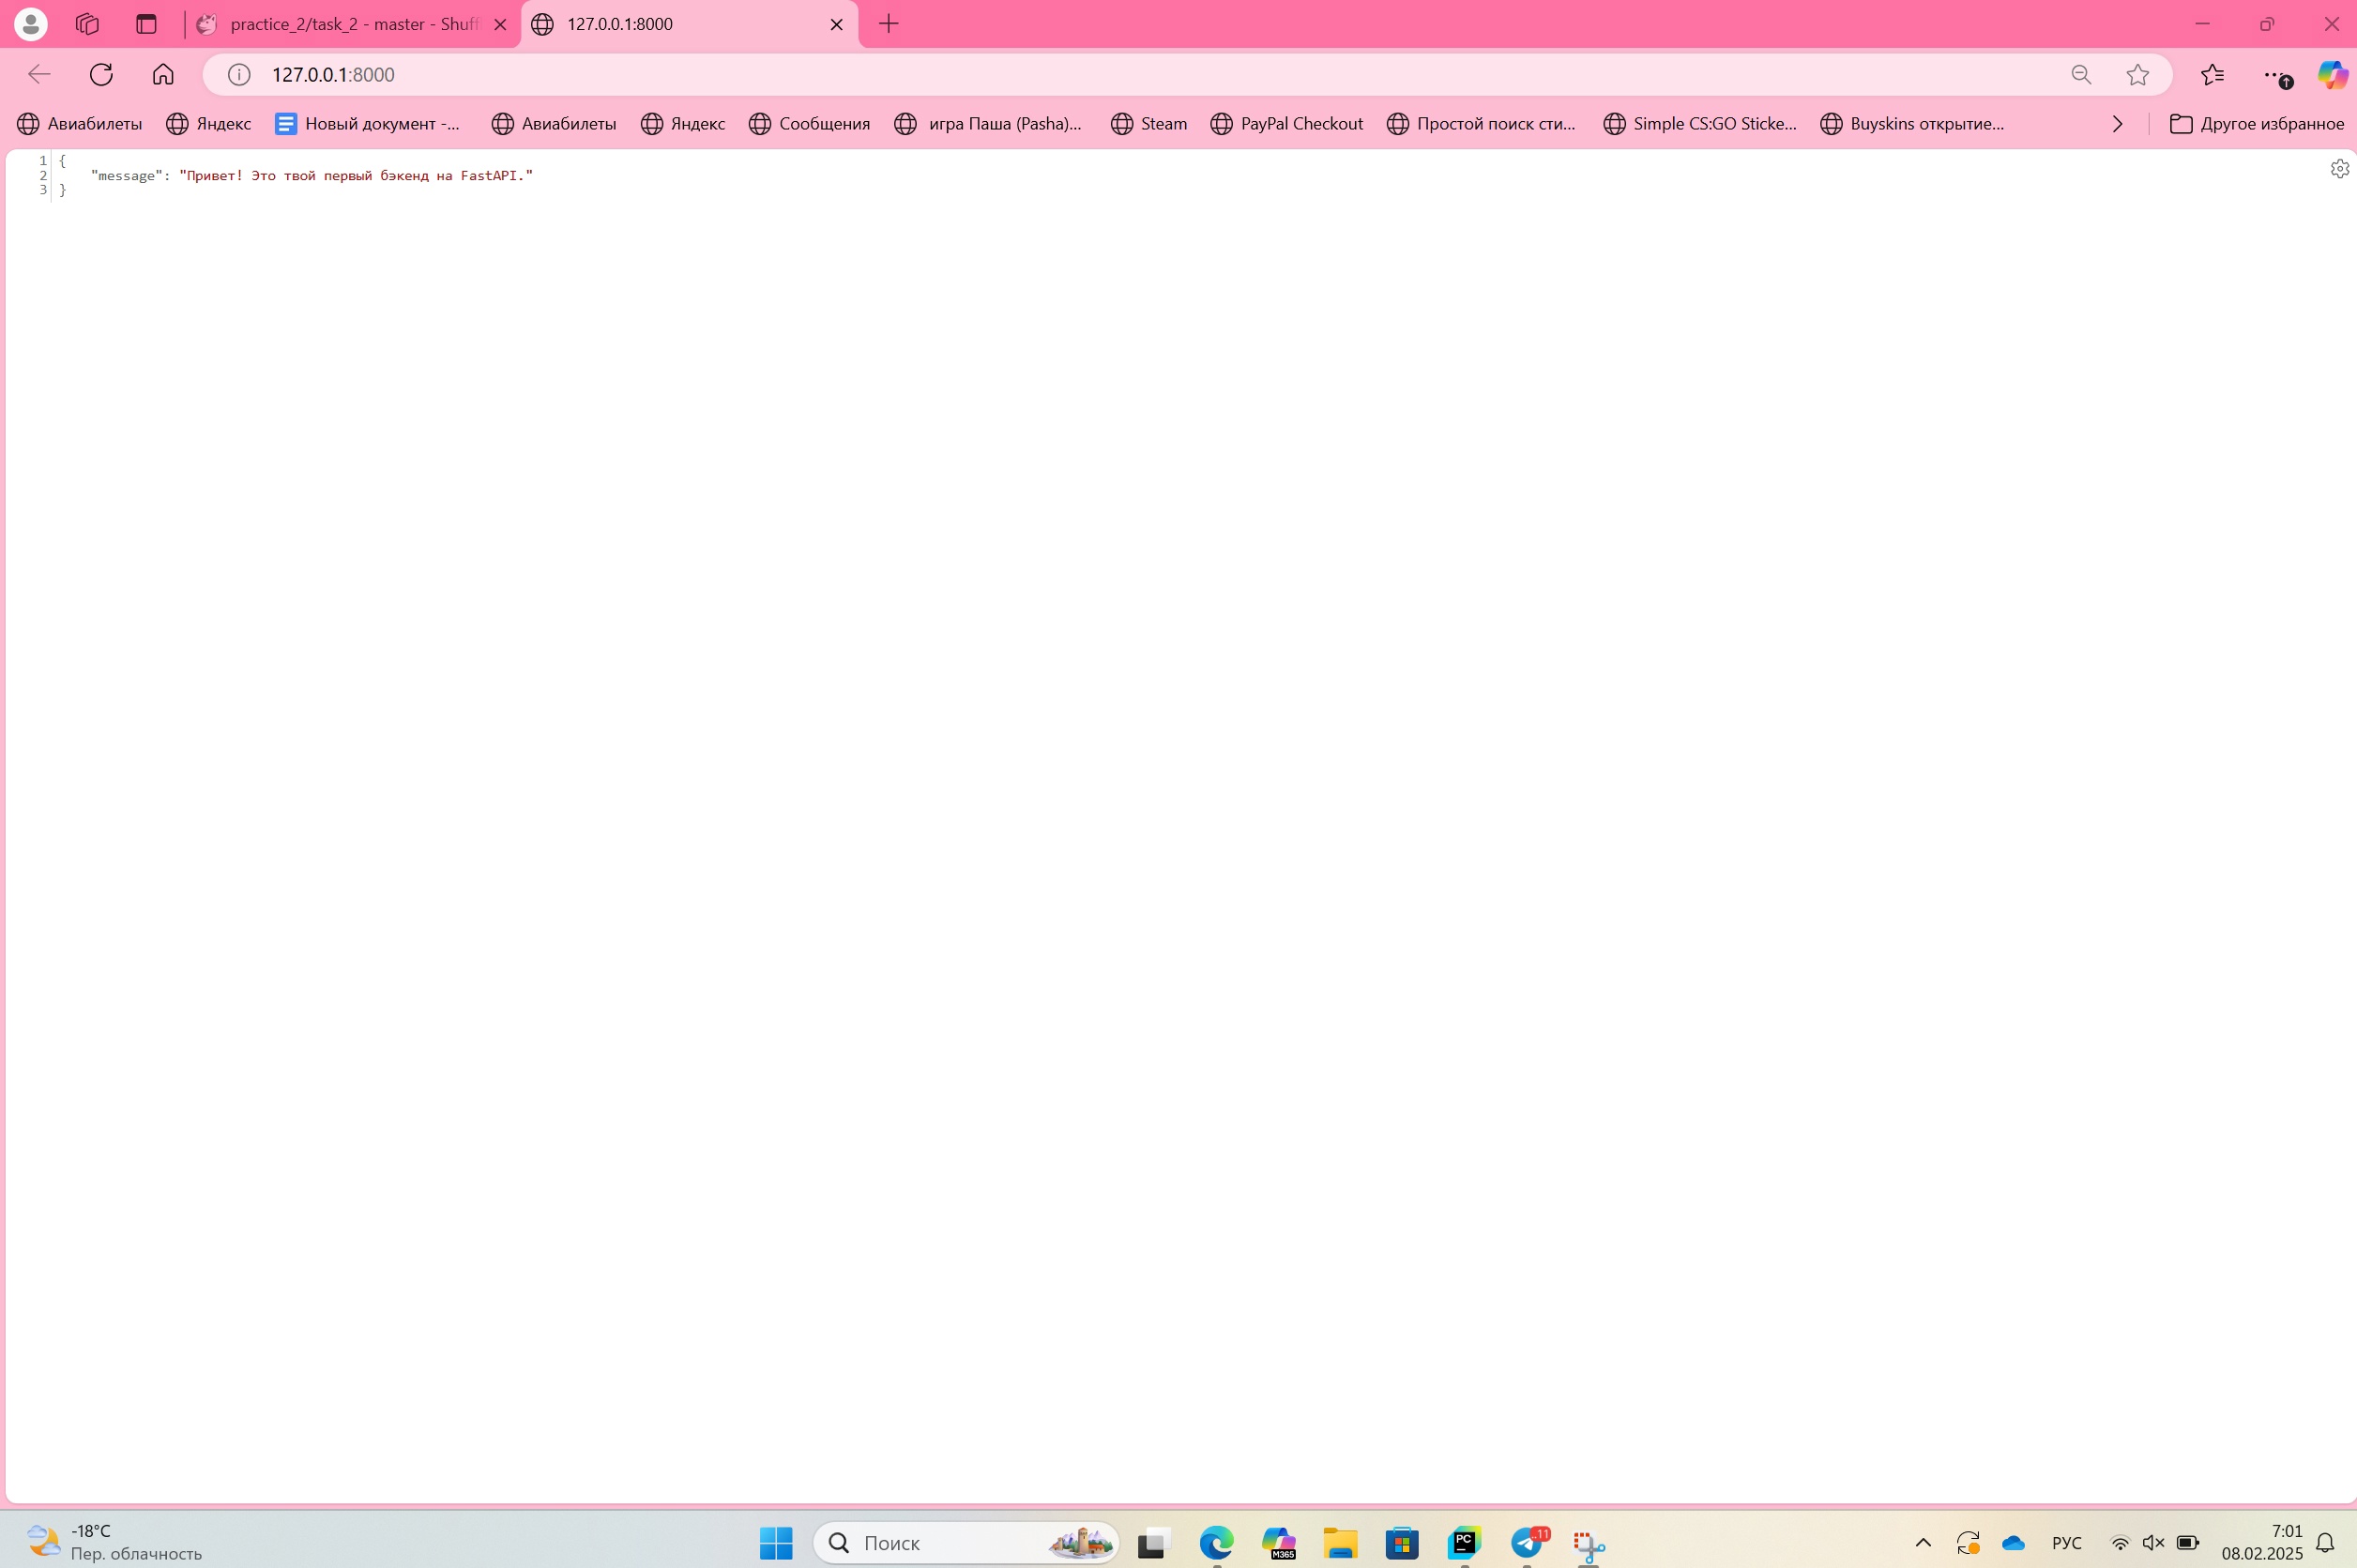 practice_2/task_2 - master - Shuff
127.0.0.1:8000
127.0.0.1:8000
Авиабилеты
Яндекс
Новый документ -...
Авиабилеты
Яндекс
Сообщения
игра Паша (Pasha)...
Steam
PayPal Checkout
Простой поиск сти...
Simple CS:GO Sticke...
Buyskins открытие...
Другое избранное
1 {
2 "message": "Привет! Это твой первый бэкенд на FastAPI."
3 }
-18°C
Пер. облачность
Поиск
M365
PC
11
РУС
7:01
08.02.2025